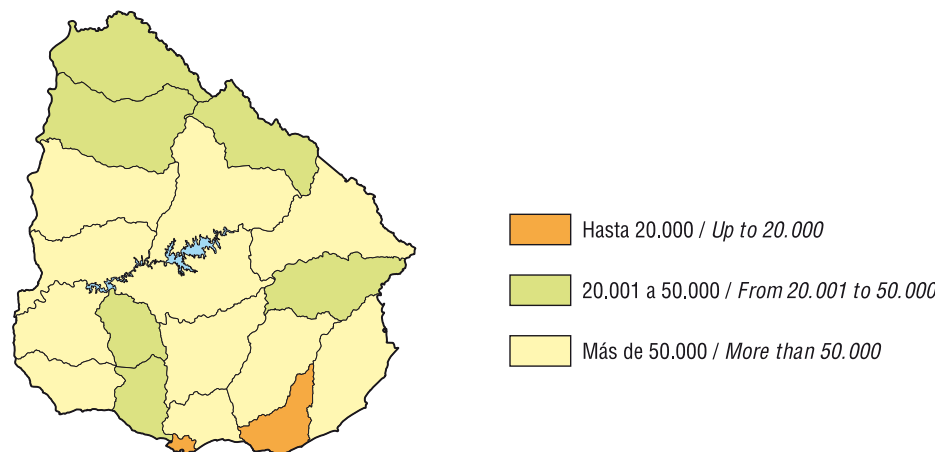 Hasta 20.000 / Up to 20.000
20.001 a 50.000 / From 20.001 to 50.000
Más de 50.000 / More than 50.000